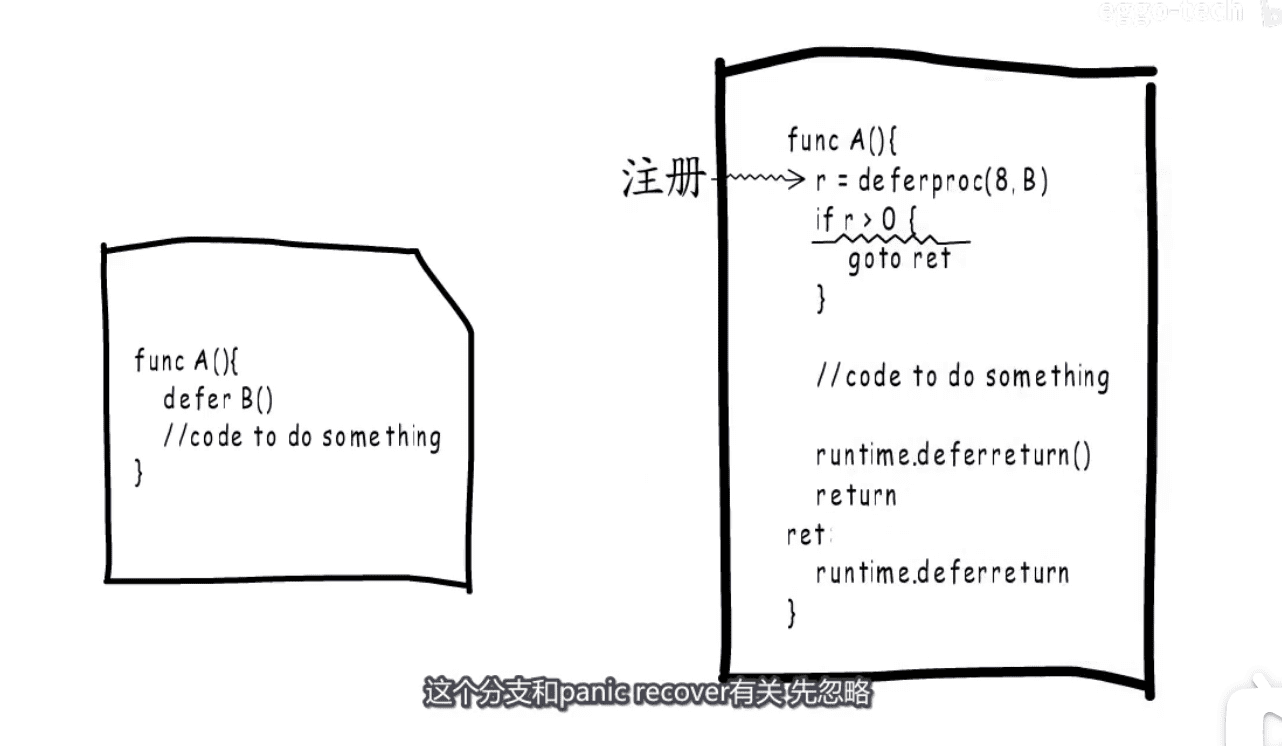 eggo-tech
func A(){
defer B()
//code to do something
}
注册
func A(){
r = deferproc(8, B)
if r > 0 {
goto ret
}
//code to do something
runtime.deferreturn()
return
ret:
runtime.deferreturn
}
这个分支和panic recover有关 先忽略